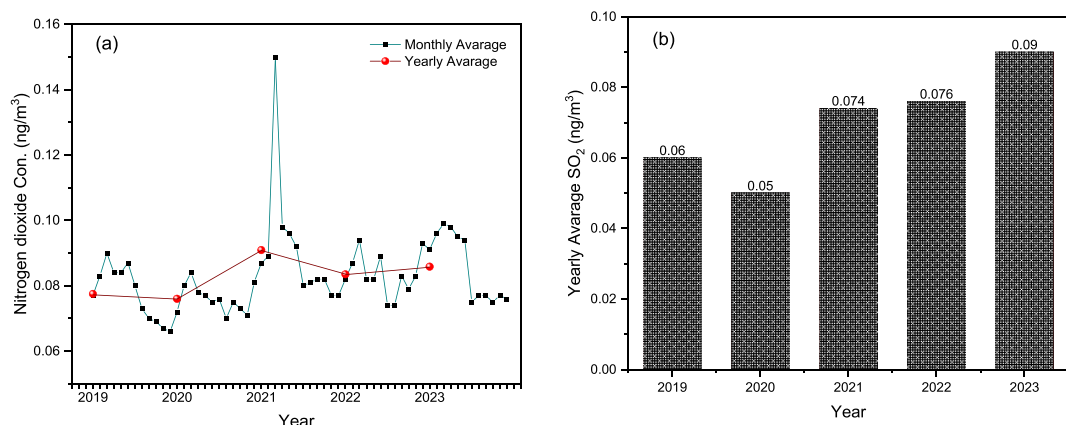 (a)
Monthly Avarage
Yearly Avarage
Nitrogen dioxide Con. (ng/m³)
0.16
0.14
0.12
0.10
0.08
0.06
2019 2020 2021 2022 2023
Year
(b)
Yearly Avarage SO₂ (ng/m³)
0.10
0.08
0.06
0.04
0.02
0.00
0.06
0.05
0.074
0.076
0.09
2019 2020 2021 2022 2023
Year